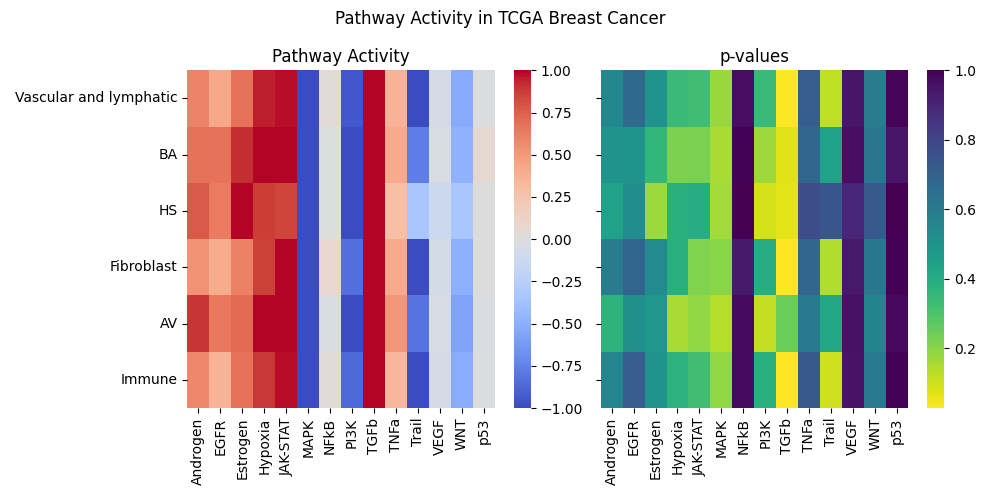 Pathway Activity in TCGA Breast Cancer
Pathway Activity
p-values
Vascular and lymphatic
BA
HS
Fibroblast
AV
Immune
1.00
0.75
0.50
0.25
0.00
−0.25
−0.50
−0.75
−1.00
1.0
0.8
0.6
0.4
0.2
Androgen
EGFR
Estrogen
Hypoxia
JAK-STAT
MAPK
NFkB
PI3K
TGFb
TNFa
Trail
VEGF
WNT
p53
Androgen
EGFR
Estrogen
Hypoxia
JAK-STAT
MAPK
NFkB
PI3K
TGFb
TNFa
Trail
VEGF
WNT
p53